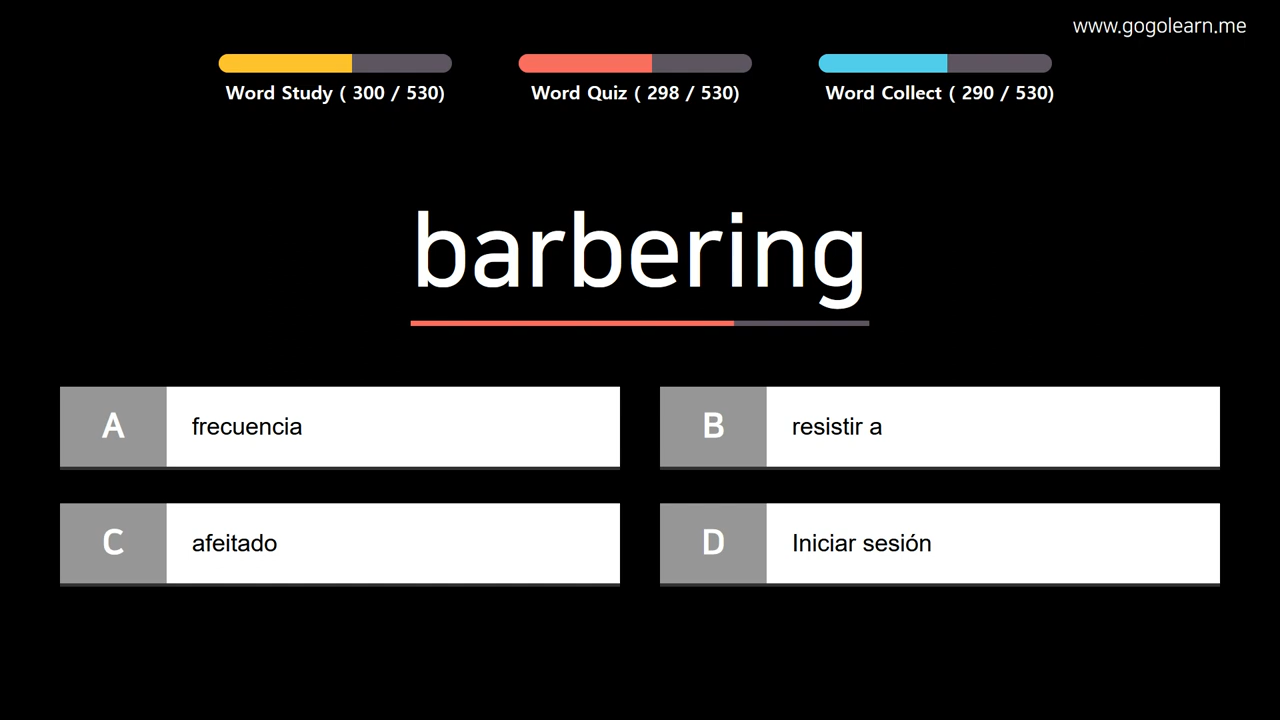 www.gogolearn.me
Word Study ( 300 / 530)
Word Quiz ( 298 / 530)
Word Collect ( 290 / 530)
barbering
A
frecuencia
B
resistir a
C
afeitado
D
Iniciar sesión